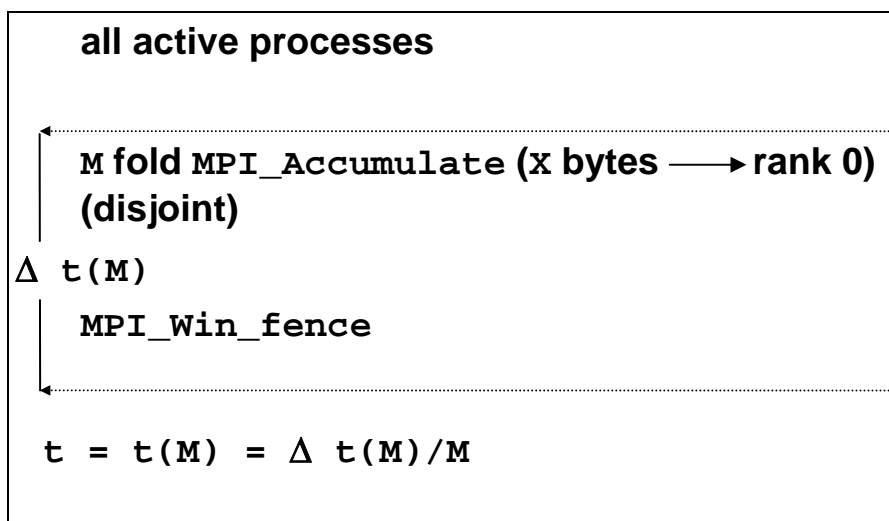 all active processes
M fold MPI_Accumulate (X bytes ⟶ rank 0)
(disjoint)
Δ t(M)
MPI_Win_fence
t = t(M) = Δ t(M)/M